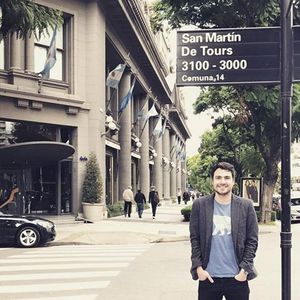 San Martín
De Tours
3100 - 3000
Comuna,14